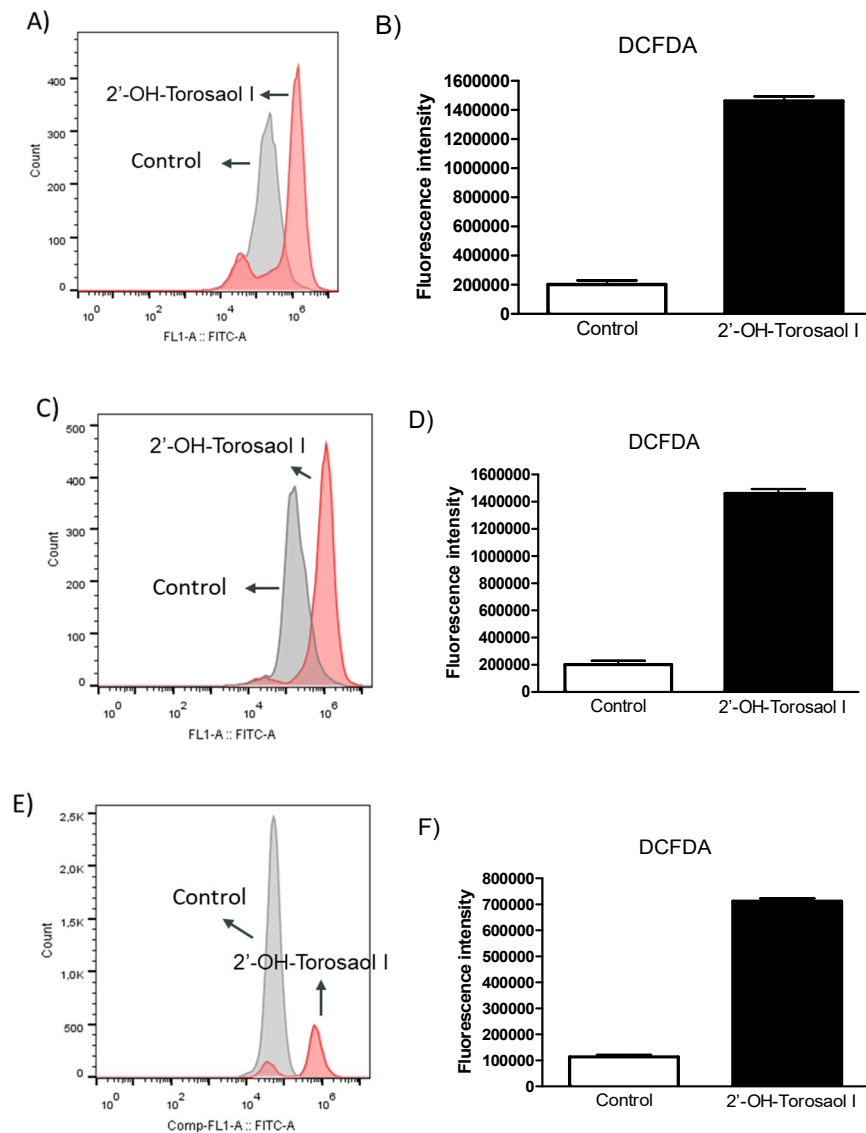 A)
400
300
200
100
0
Count
2'-OH-Torosaol I
Control
10^0 10^2 10^4 10^6
FL1-A :: FITC-A
B)
DCFDA
Fluorescence intensity
1600000
1400000
1200000
1000000
800000
600000
400000
200000
0
Control 2'-OH-Torosaol I
C)
500
400
300
200
100
0
Count
2'-OH-Torosaol I
Control
10^0 10^2 10^4 10^6
FL1-A :: FITC-A
D)
DCFDA
Fluorescence intensity
1600000
1400000
1200000
1000000
800000
600000
400000
200000
0
Control 2'-OH-Torosaol I
E)
2,5K
2,0K
1,5K
1,0K
500
0
Count
Control
2'-OH-Torosaol I
10^0 10^2 10^4 10^6
Comp-FL1-A :: FITC-A
F)
DCFDA
Fluorescence intensity
800000
700000
600000
500000
400000
300000
200000
100000
0
Control 2'-OH-Torosaol I